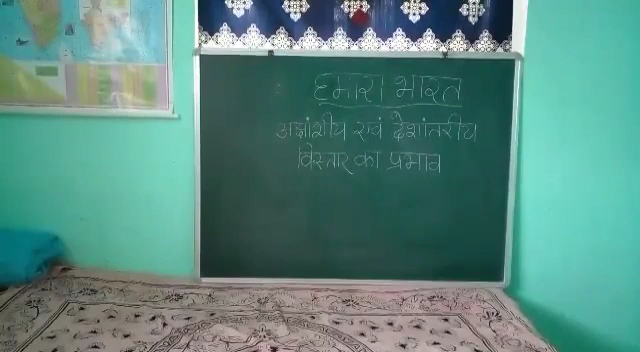 हमारा भारत
अक्षांशीय एवं देशांतरीय
विस्तार का प्रभाव